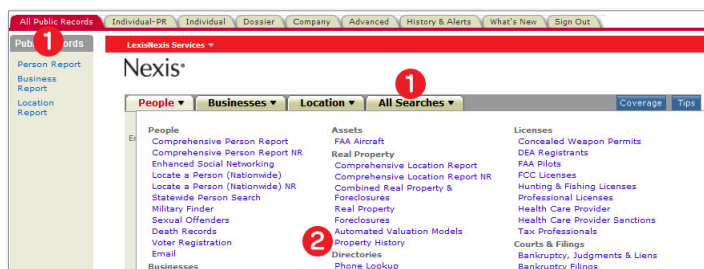 All Public Records Individual-PR Individual Dossier Company Advanced History & Alerts What's New Sign Out
1
LexisNexis Services ▼
Person Report
Business
Report
Location
Report
Nexis®
1
People ▼ Businesses ▼ Location ▼ All Searches ▼ Coverage Tips
People
Comprehensive Person Report
Comprehensive Person Report NR
Enhanced Social Networking
Locate a Person (Nationwide)
Locate a Person (Nationwide) NR
Statewide Person Search
Military Finder
Sexual Offenders
Death Records
Voter Registration
Email
Businesses
Assets
FAA Aircraft
Real Property
Comprehensive Location Report
Comprehensive Location Report NR
Combined Real Property &
Foreclosures
Real Property
Foreclosures
Automated Valuation Models
2 Property History
Directories
Phone Lookup
Licenses
Concealed Weapon Permits
DEA Registrants
FAA Pilots
FCC Licenses
Hunting & Fishing Licenses
Professional Licenses
Health Care Provider
Health Care Provider Sanctions
Tax Professionals
Courts & Filings
Bankruptcy, Judgments & Liens
Bankruptcy Filings